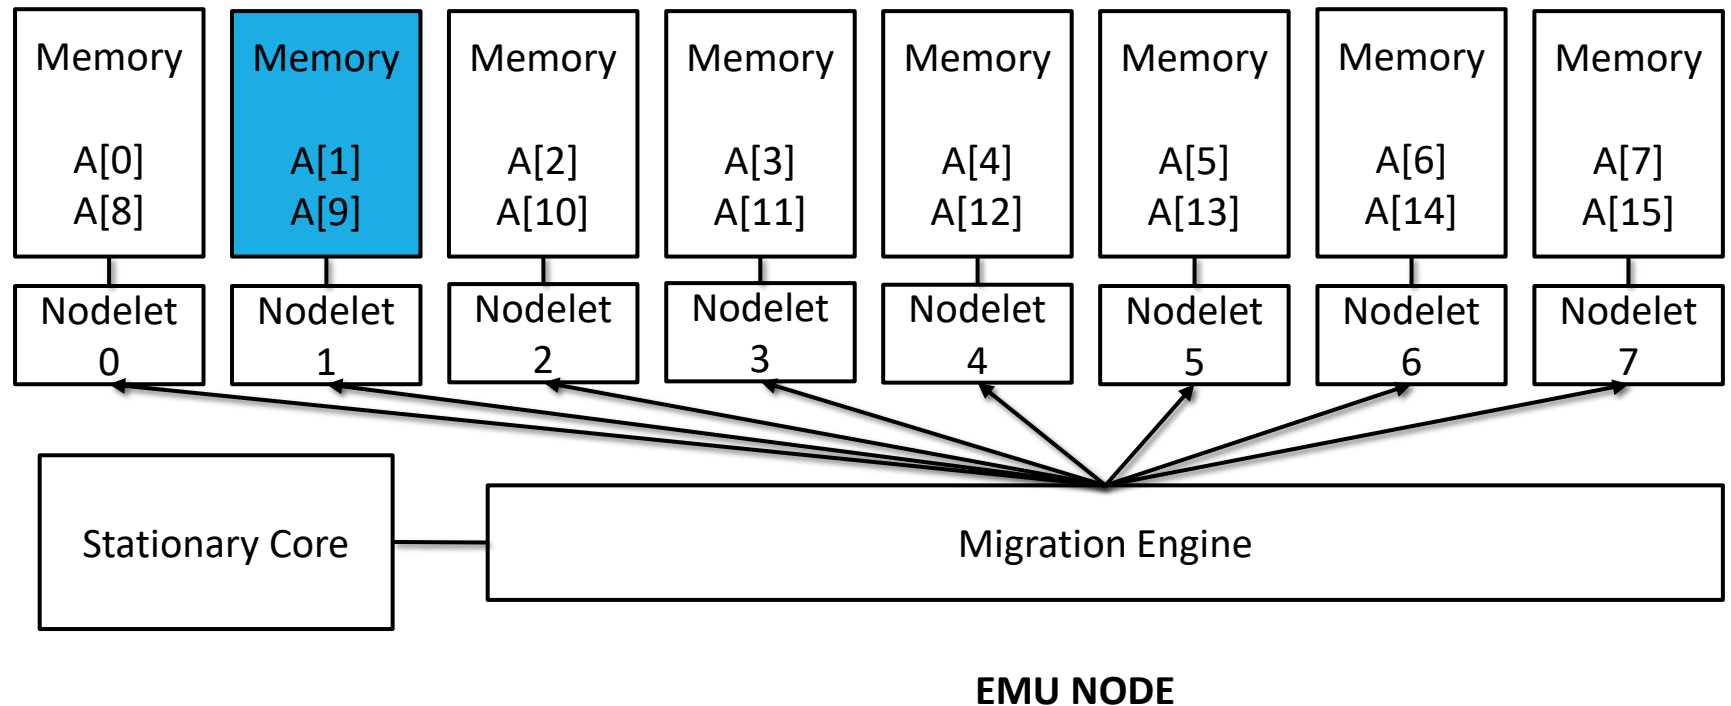 Memory Memory Memory Memory Memory Memory Memory Memory
A[0] A[1] A[2] A[3] A[4] A[5] A[6] A[7]
A[8] A[9] A[10] A[11] A[12] A[13] A[14] A[15]
Nodelet Nodelet Nodelet Nodelet Nodelet Nodelet Nodelet Nodelet
0 1 2 3 4 5 6 7
Stationary Core Migration Engine
EMU NODE